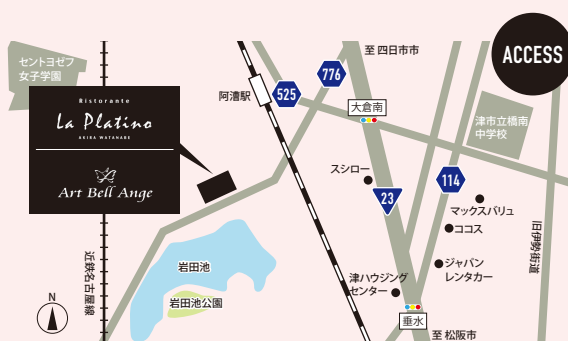 ACCESS
至 四日市市
セントヨゼフ
女子学園
776
阿漕駅
525
大倉南
Ristorante
La Platino
AKIRA WATANABE
Art Bell Ange
津市立橋南
中学校
スシロー
114
23
マックスバリュ
ココス
旧伊勢街道
近鉄名古屋線
岩田池
ジャパン
レンタカー
津ハウジング
センター
岩田池公園
N
垂水
至 松阪市